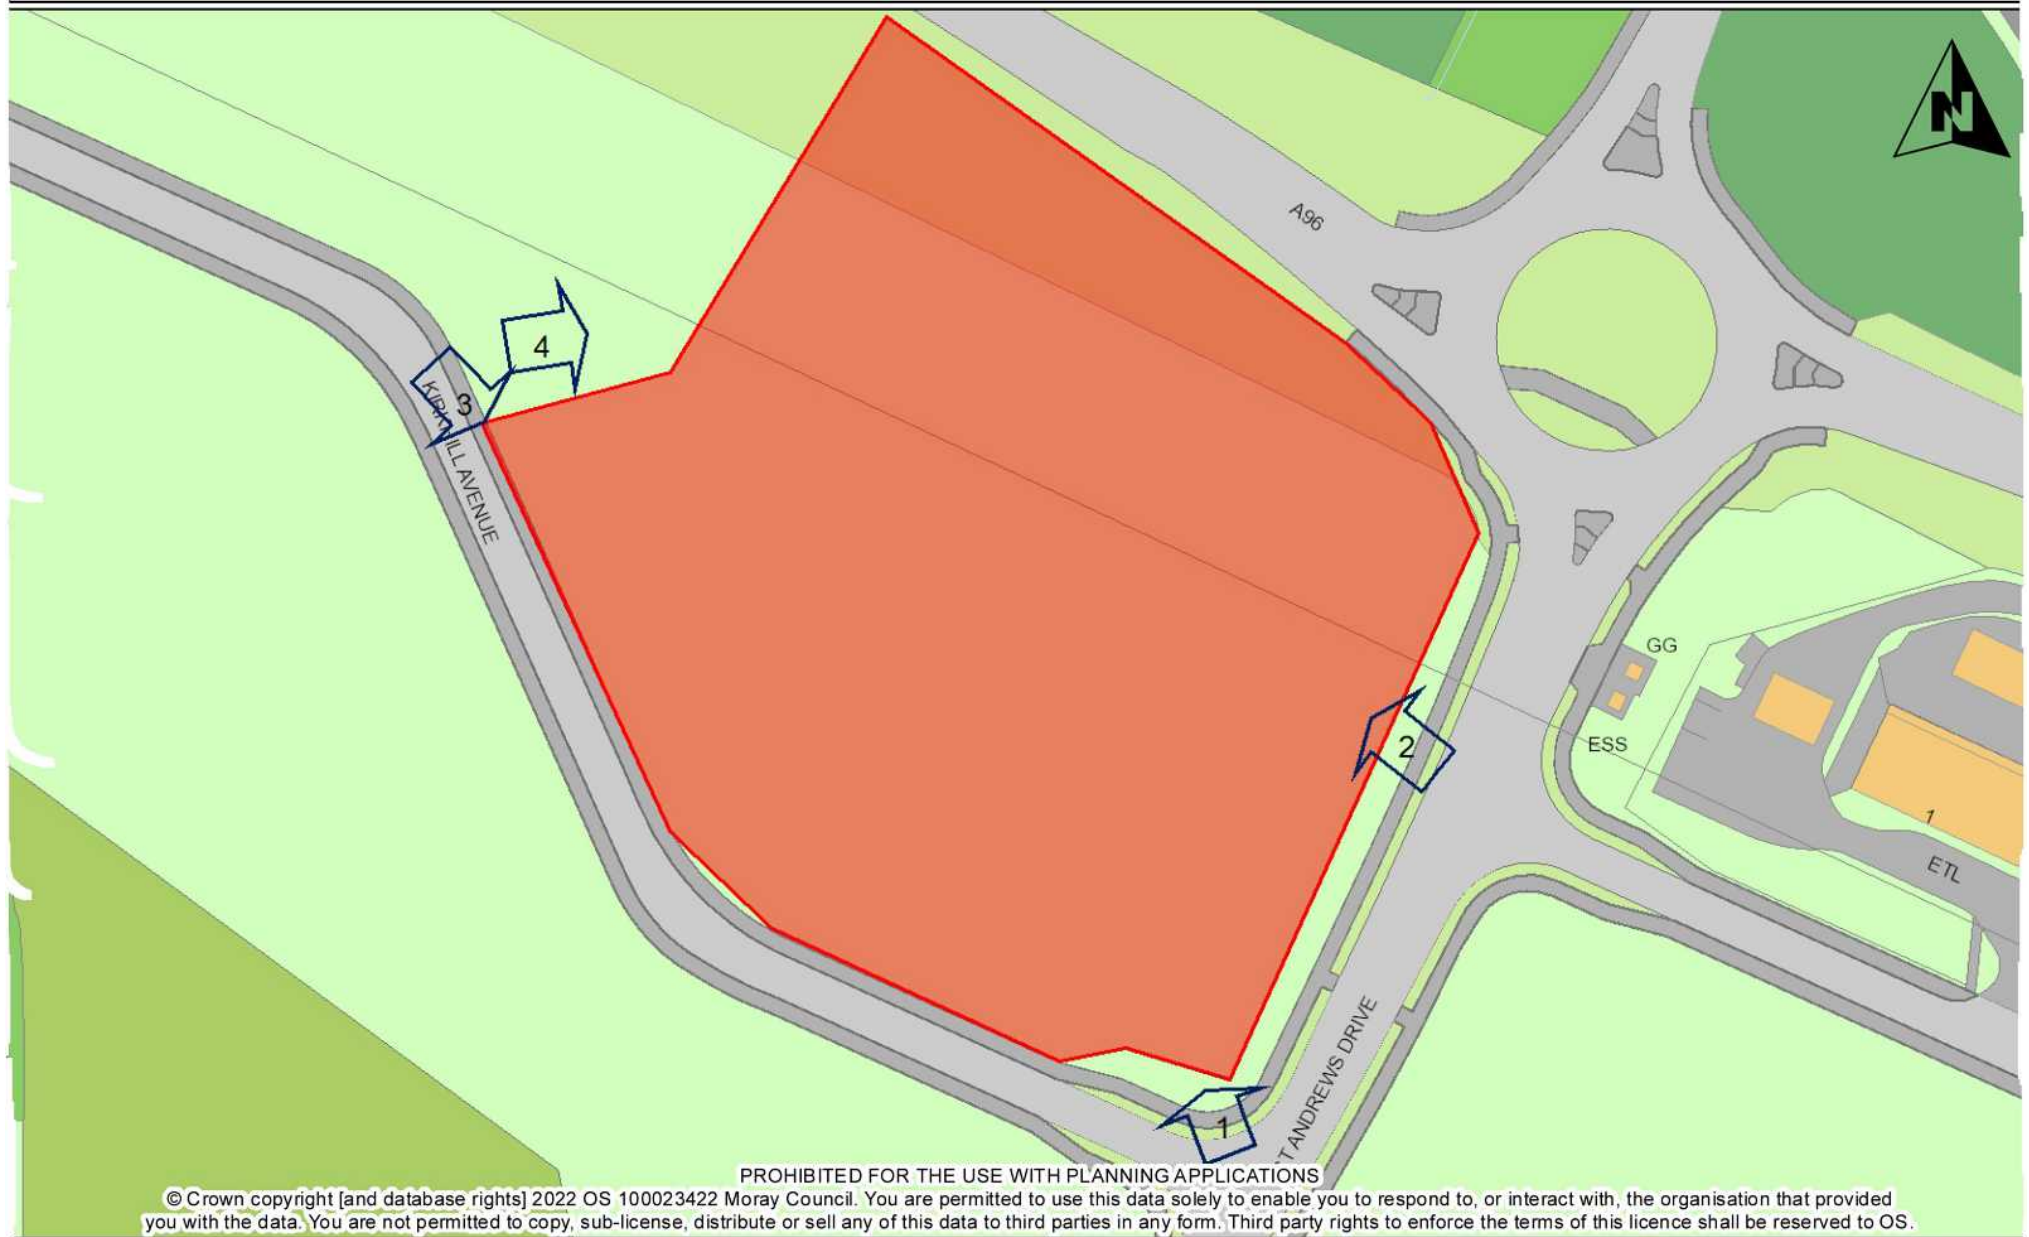 N
A96
4
3
KIRKHILL AVENUE
GG
2
ESS
1
ETL
ST ANDREWS DRIVE
1
PROHIBITED FOR THE USE WITH PLANNING APPLICATIONS
© Crown copyright [and database rights] 2022 OS 100023422 Moray Council. You are permitted to use this data solely to enable you to respond to, or interact with, the organisation that provided
you with the data. You are not permitted to copy, sub-license, distribute or sell any of this data to third parties in any form. Third party rights to enforce the terms of this licence shall be reserved to OS.